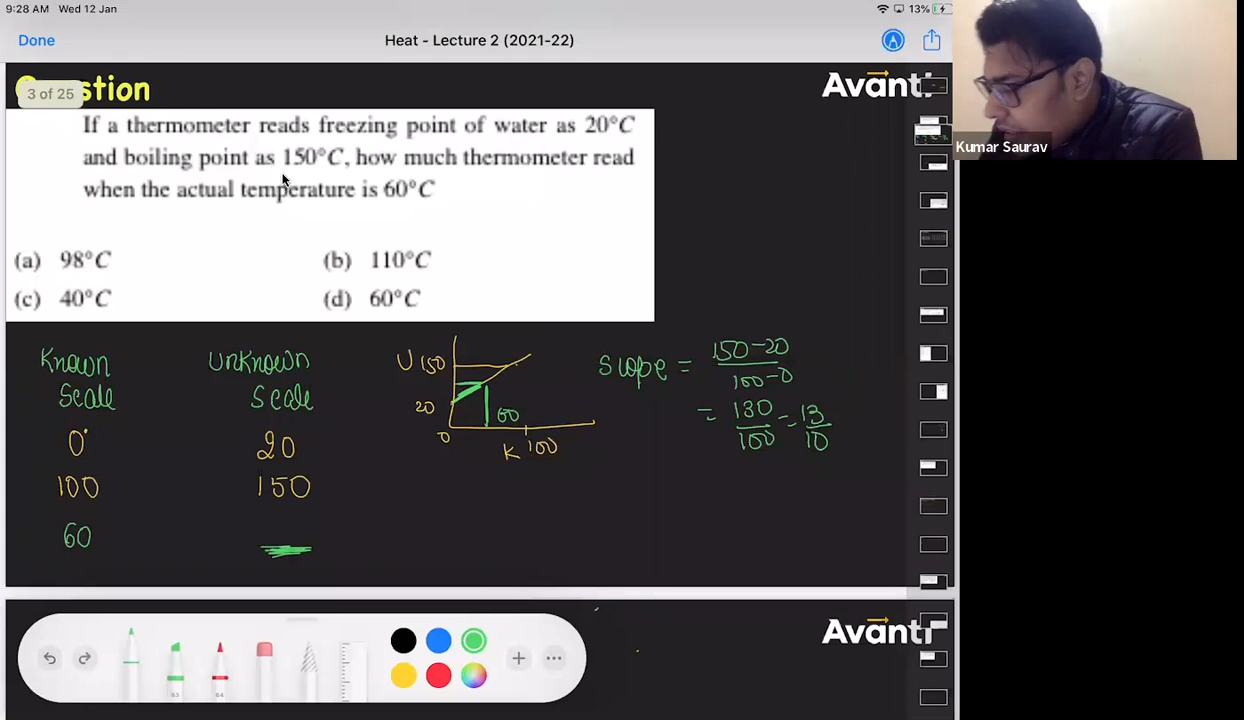 9:28 AM Wed 12 Jan
13%
Done
Heat - Lecture 2 (2021-22)
3 of 25
Avanti
Kumar Saurav
If a thermometer reads freezing point of water as 20°C
and boiling point as 150°C, how much thermometer read
when the actual temperature is 60°C
(a) 98°C
(b) 110°C
(c) 40°C
(d) 60°C
Known
Scale
0°
100
60
Unknown
Scale
20
150
U 150
20
0
60
K 100
Slope = 150-20
100-0
= 130 = 13
100 10
Avanti